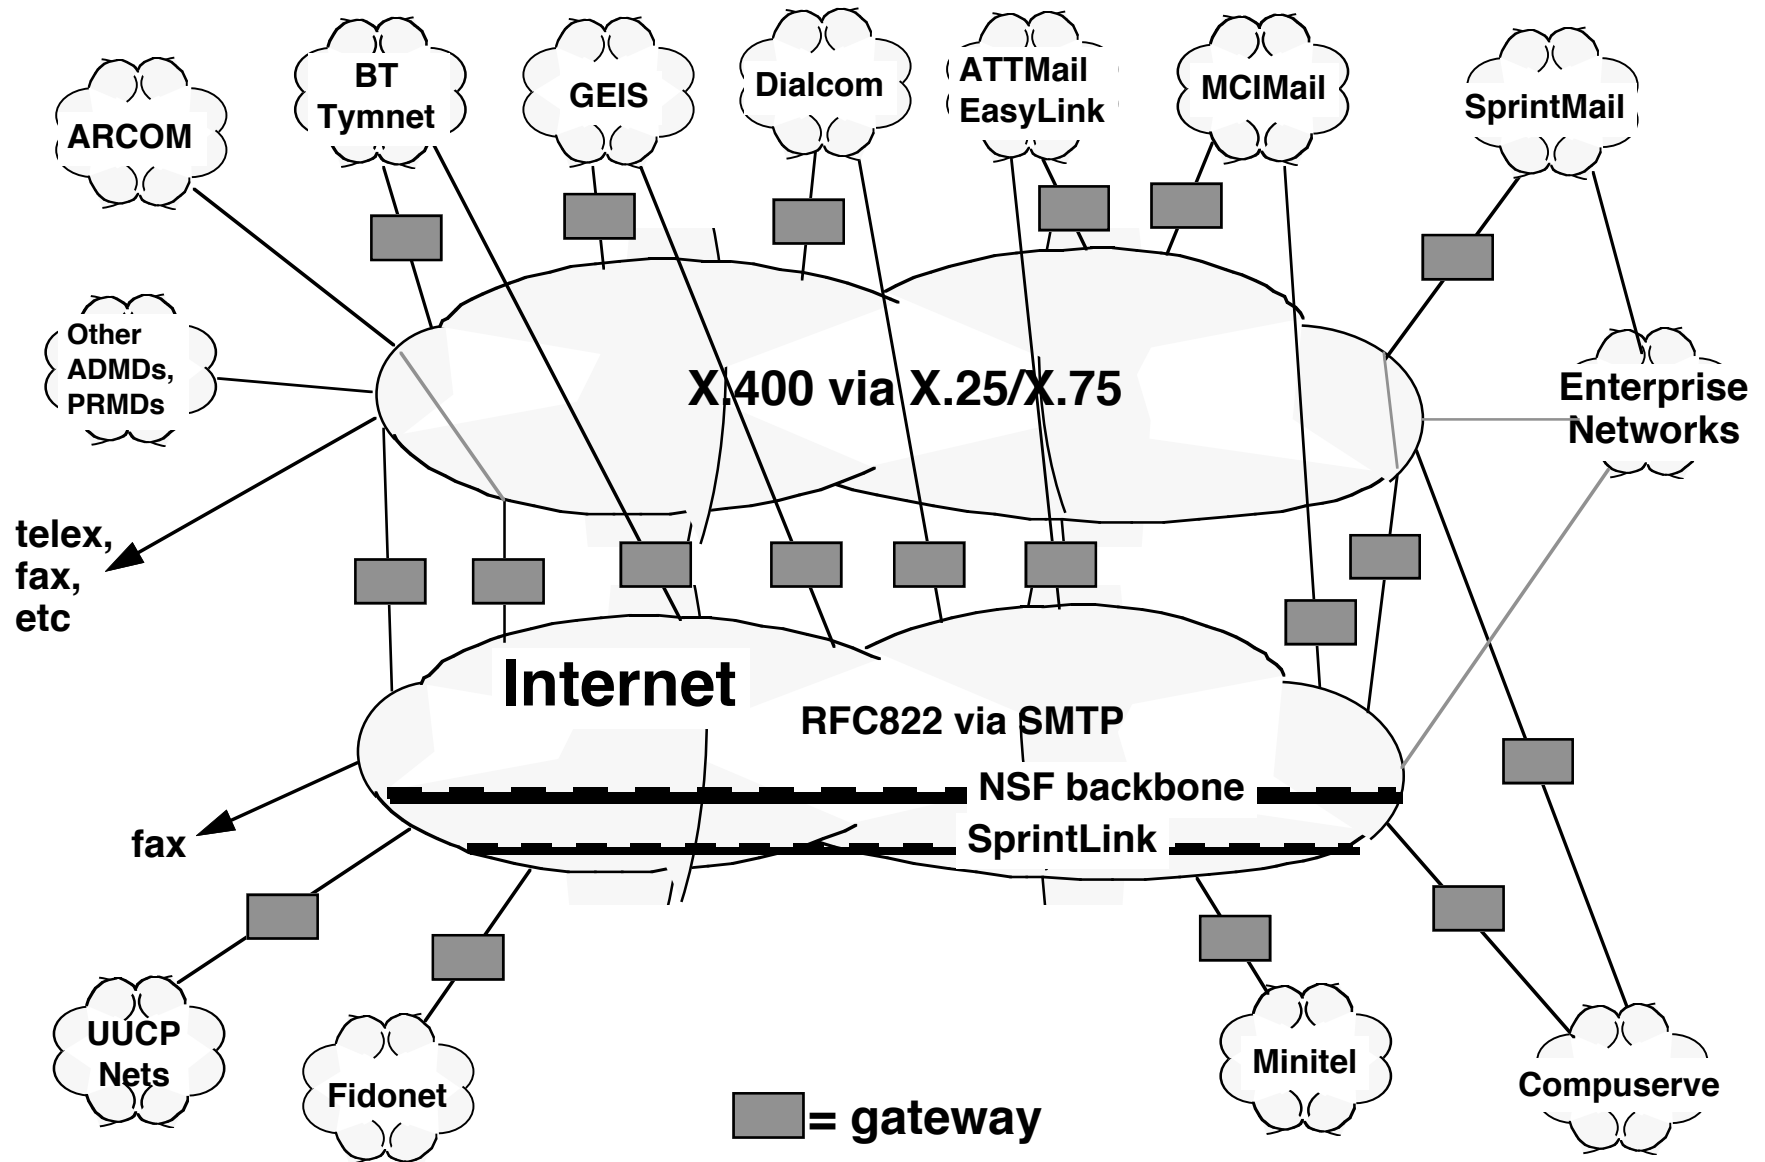 BT
Tymnet
GEIS
Dialcom
ATTMail
EasyLink
MCIMail
SprintMail
ARCOM
Other
ADMDs,
PRMDs
X.400 via X.25/X.75
Enterprise
Networks
telex,
fax,
etc
Internet
RFC822 via SMTP
NSF backbone
SprintLink
fax
UUCP
Nets
Fidonet
Minitel
Compuserve
= gateway